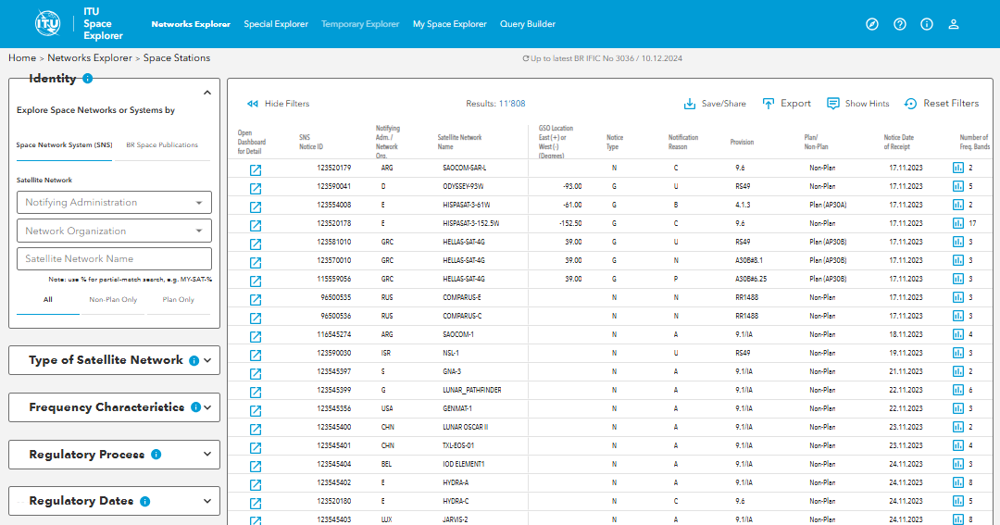 ITU
Space
Explorer
Networks Explorer Special Explorer Temporary Explorer My Space Explorer Query Builder
Home > Networks Explorer > Space Stations
Up to latest BR IFIC No 3036 / 10.12.2024
Identity
Explore Space Networks or Systems by
Space Network System (SNS) BR Space Publications
Satellite Network
Notifying Administration
Network Organization
Satellite Network Name
Note: use % for partial-match search, e.g. MY-SAT-%
All Non-Plan Only Plan Only
Type of Satellite Network
Frequency Characteristics
Regulatory Process
Regulatory Dates
Hide Filters Results: 11'808 Save/Share Export Show Hints Reset Filters
Open Dashboard for Detail SNS Notice ID Notifying Adm. / Network Org. Satellite Network Name GSO Location East (+) or West (-) (Degrees) Notice Type Notification Reason Provision Plan/ Non-Plan Notice Date of Receipt Number of Freq. Bands
123520179 ARG SAOCOM-SAR-L N C 9.6 Non-Plan 17.11.2023 2
123590041 D ODYSSEY-93W -93.00 G U RS49 Non-Plan 17.11.2023 5
123554008 E HISPASAT-3-61W -61.00 G B 4.1.3 Plan (AP30A) 17.11.2023 2
123520178 E HISPASAT-3-152.5W -152.50 G C 9.6 Non-Plan 17.11.2023 17
123581010 GRC HELLAS-SAT-4G 39.00 G U RS49 Plan (AP30B) 17.11.2023 3
123570010 GRC HELLAS-SAT-4G 39.00 G N A30B#8.1 Plan (AP30B) 17.11.2023 3
115559056 GRC HELLAS-SAT-4G 39.00 G P A30B#6.25 Plan (AP30B) 17.11.2023 3
96500535 RUS COMPARUS-E N N RR1488 Non-Plan 17.11.2023 3
96500536 RUS COMPARUS-C N N RR1488 Non-Plan 17.11.2023 3
116545274 ARG SAOCOM-1 N A 9.1/IA Non-Plan 18.11.2023 4
123590030 ISR NSL-1 N U RS49 Non-Plan 19.11.2023 3
123545397 S GNA-3 N A 9.1/IA Non-Plan 21.11.2023 2
123545399 G LUNAR_PATHFINDER N A 9.1/IA Non-Plan 22.11.2023 6
123545356 USA GENMAT-1 N A 9.1/IA Non-Plan 22.11.2023 3
123545400 CHN LUNAR OSCAR II N A 9.1/IA Non-Plan 23.11.2023 2
123545401 CHN TXL-EOS-01 N A 9.1/IA Non-Plan 23.11.2023 4
123545404 BEL IOD ELEMENT1 N A 9.1/IA Non-Plan 24.11.2023 3
123545402 E HYDRA-A N A 9.1/IA Non-Plan 24.11.2023 8
123520180 E HYDRA-C N C 9.6 Non-Plan 24.11.2023 5
123545403 LUX JARVIS-2 N A 9.1/IA Non-Plan 24.11.2023 8